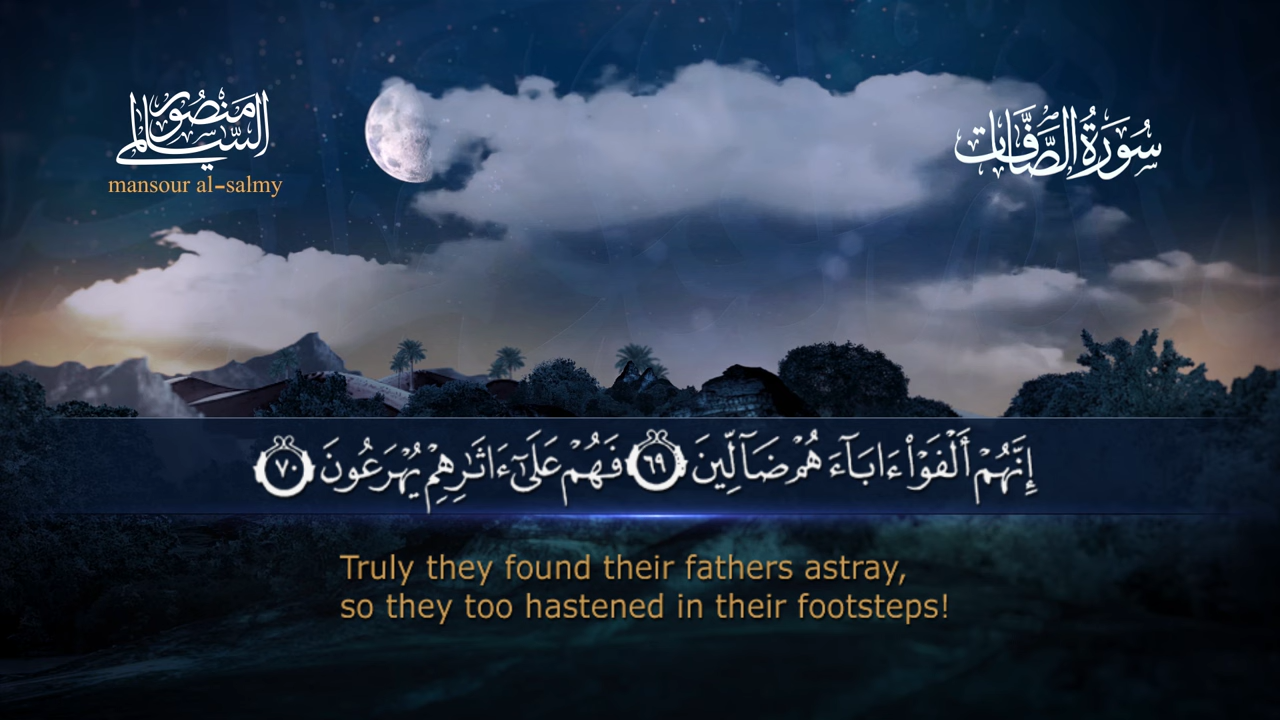 منصور السالمي
mansour al-salmy
سُورَةُ الصَّافَّات
إِنَّهُمْ أَلْفَوْا۟ ءَابَآءَهُمْ ضَآلِّينَ ٦٩ فَهُمْ عَلَىٰٓ ءَاثَـٰرِهِمْ يُهْرَعُونَ ٧٠
Truly they found their fathers astray,
so they too hastened in their footsteps!